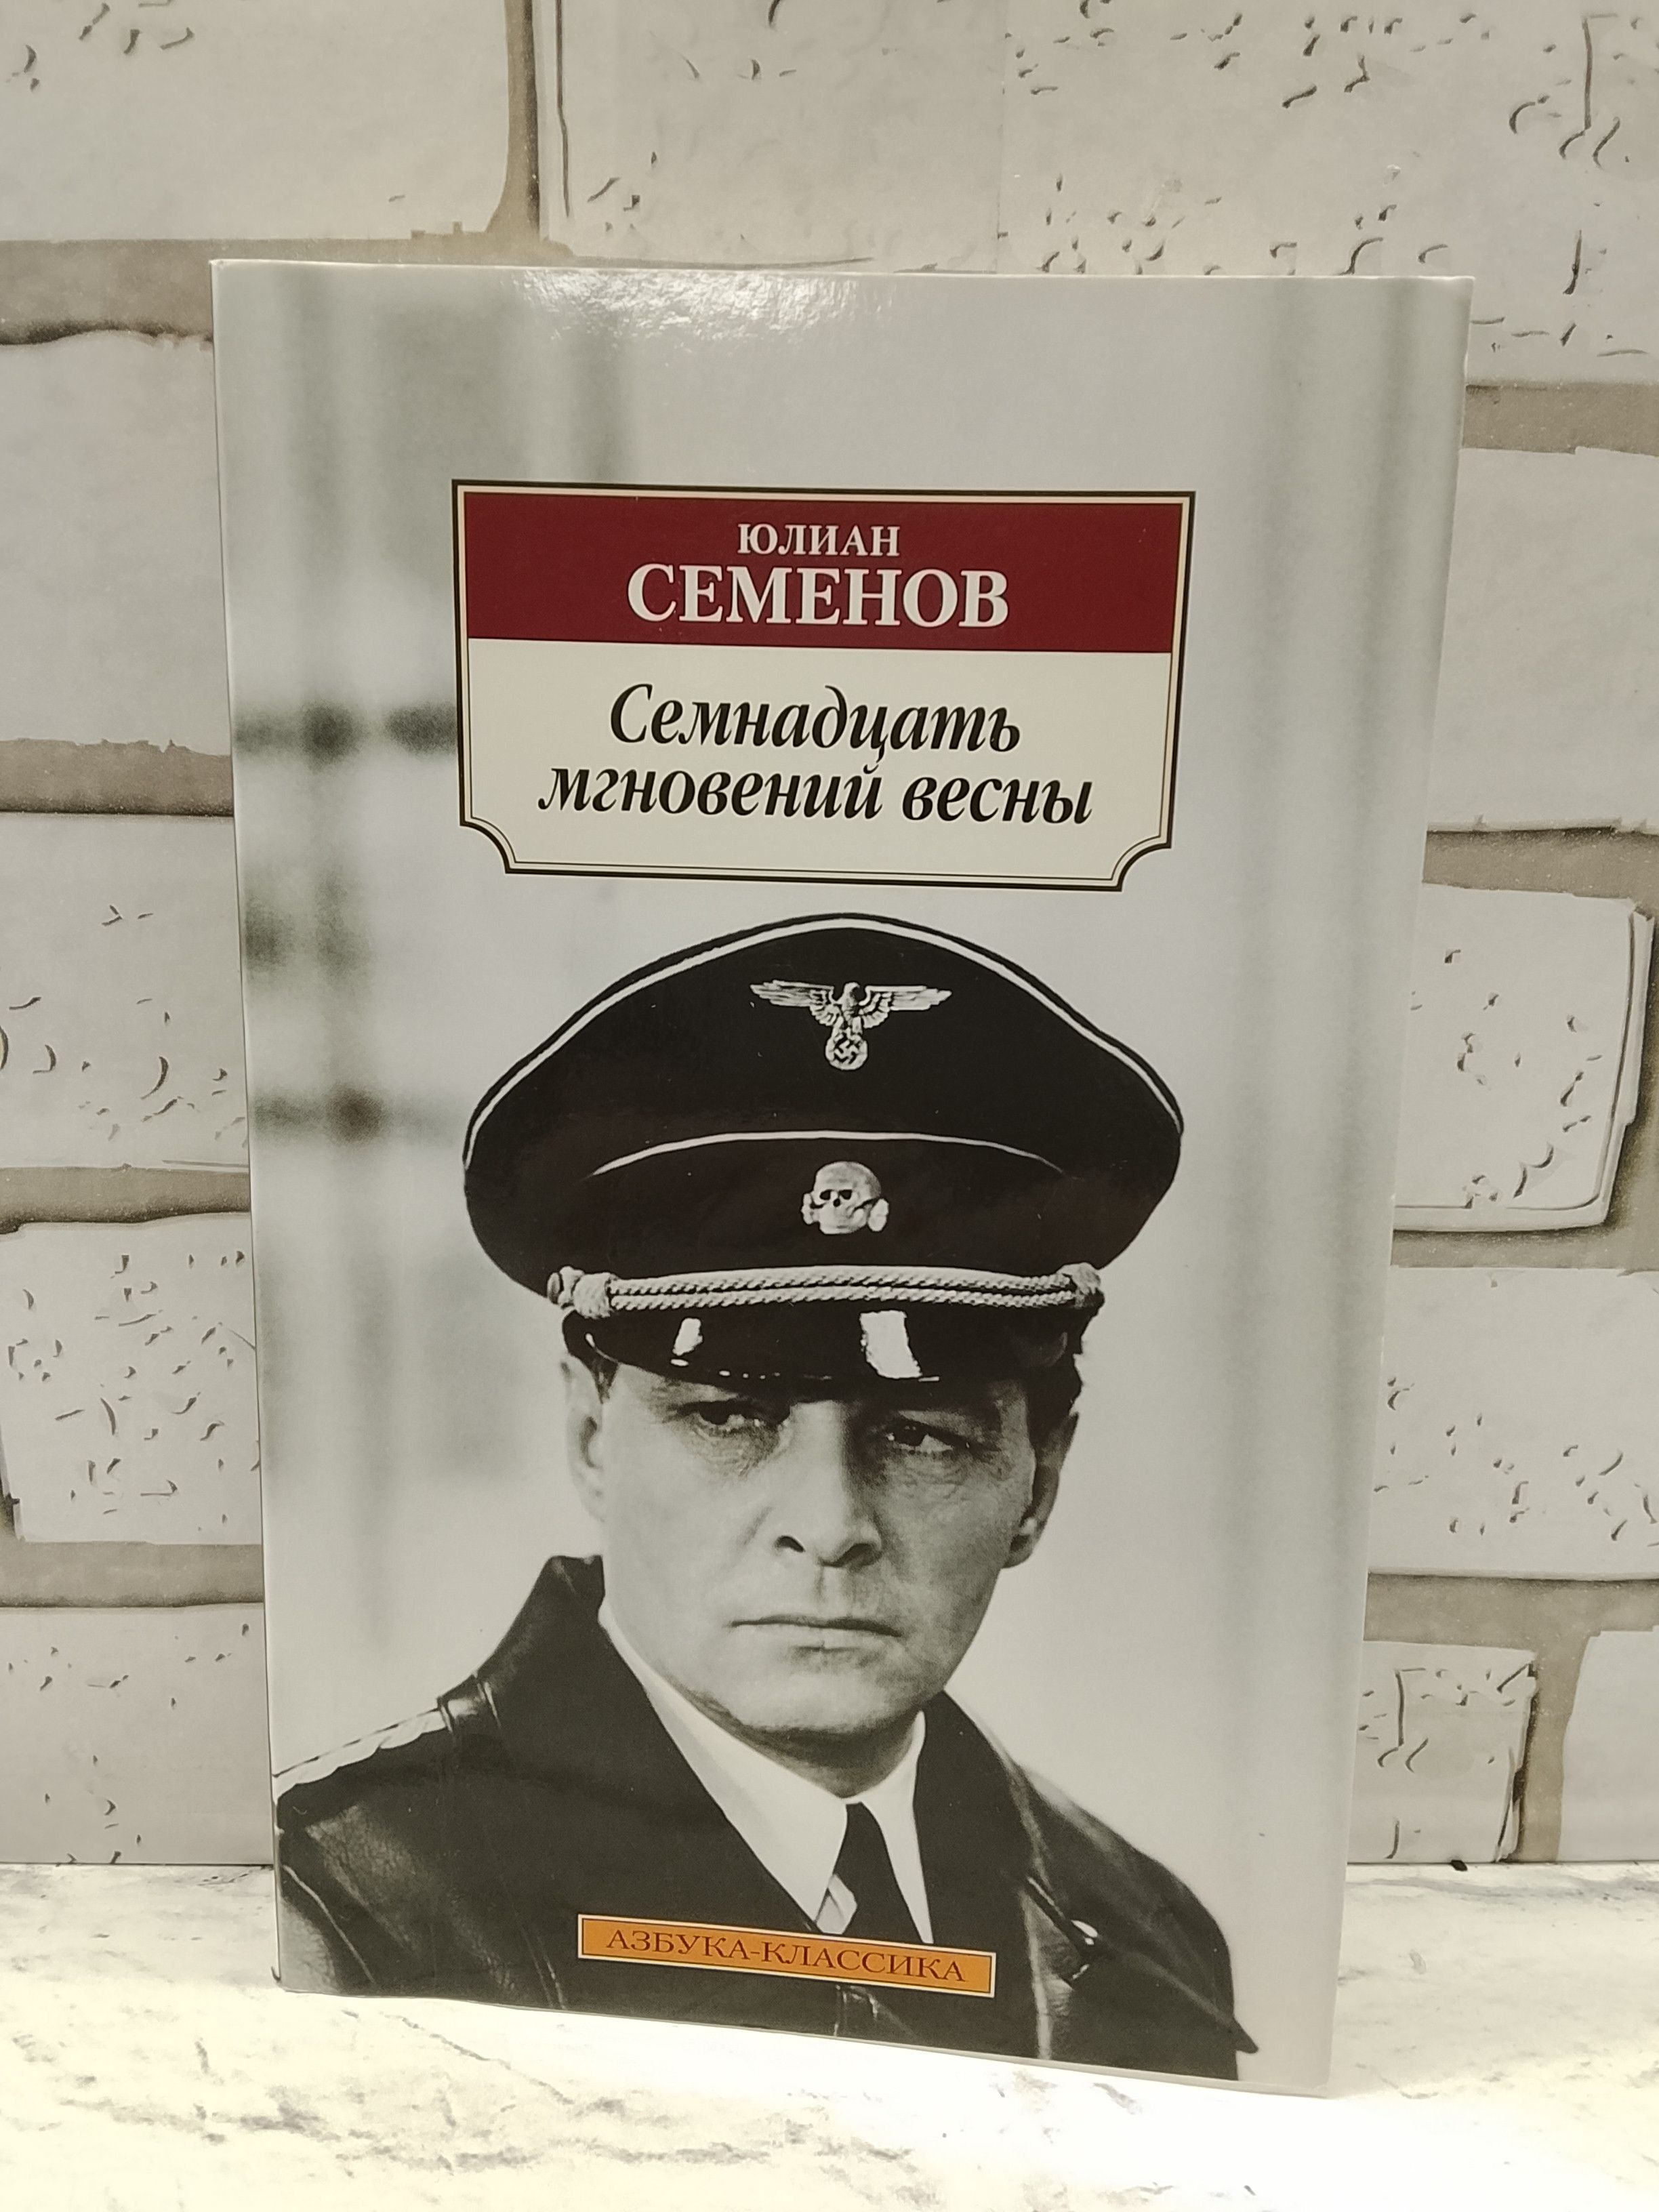 ЮЛИАН
СЕМЕНОВ
Семнадцать
мгновений весны
АЗБУКА-КЛАССИКА